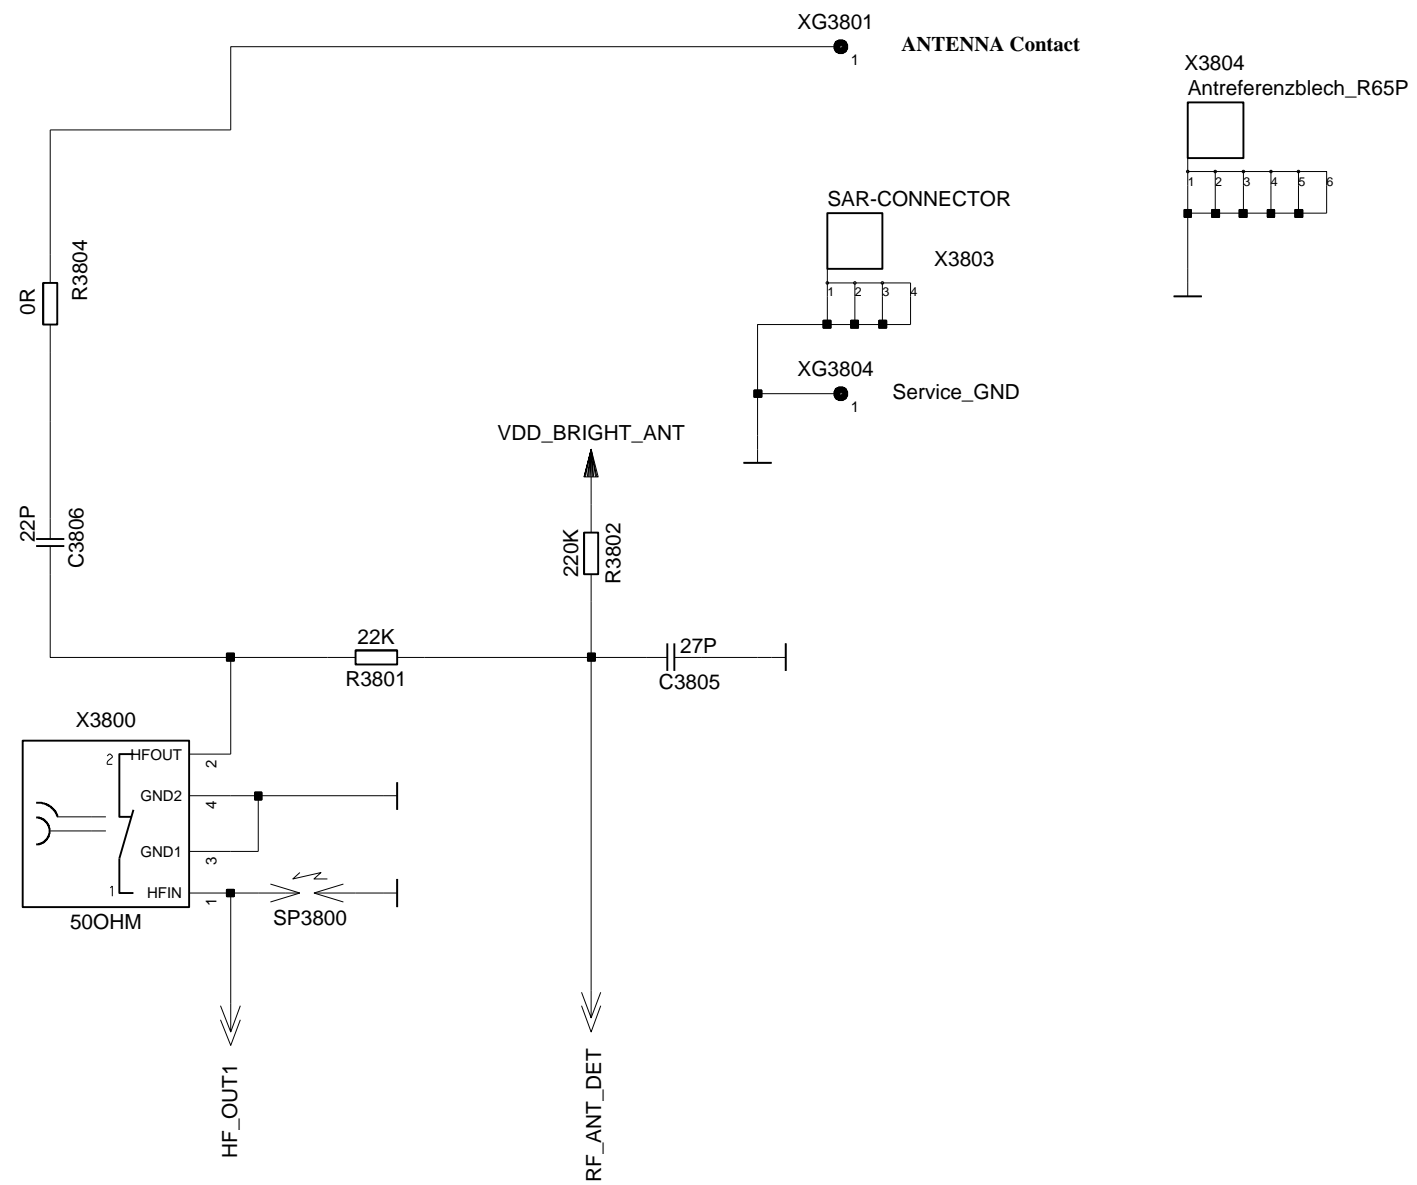 XG3801
1
ANTENNA Contact
X3804
Antreferenzblech_R65P
1 2 3 4 5 6
SAR-CONNECTOR
X3803
1 2 3 4
0R
R3804
XG3804
1
Service_GND
VDD_BRIGHT_ANT
22P
C3806
220K
R3802
22K
R3801
27P
C3805
X3800
2
HFOUT
2
GND2
4
GND1
3
1
HFIN
1
50OHM
SP3800
HF_OUT1
RF_ANT_DET